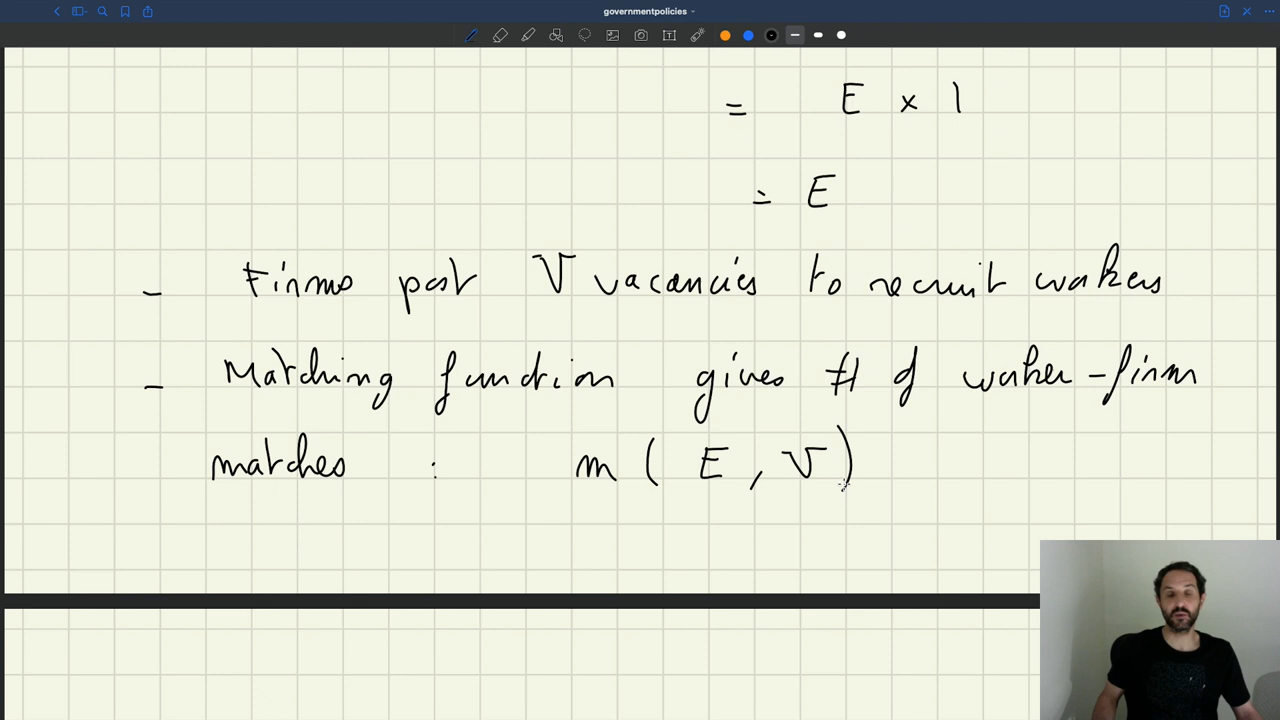 governmentpolicies
= E × 1
= E
- Firms post V vacancies to recruit workers
- Matching function gives # of worker-firm
matches : m ( E , V )